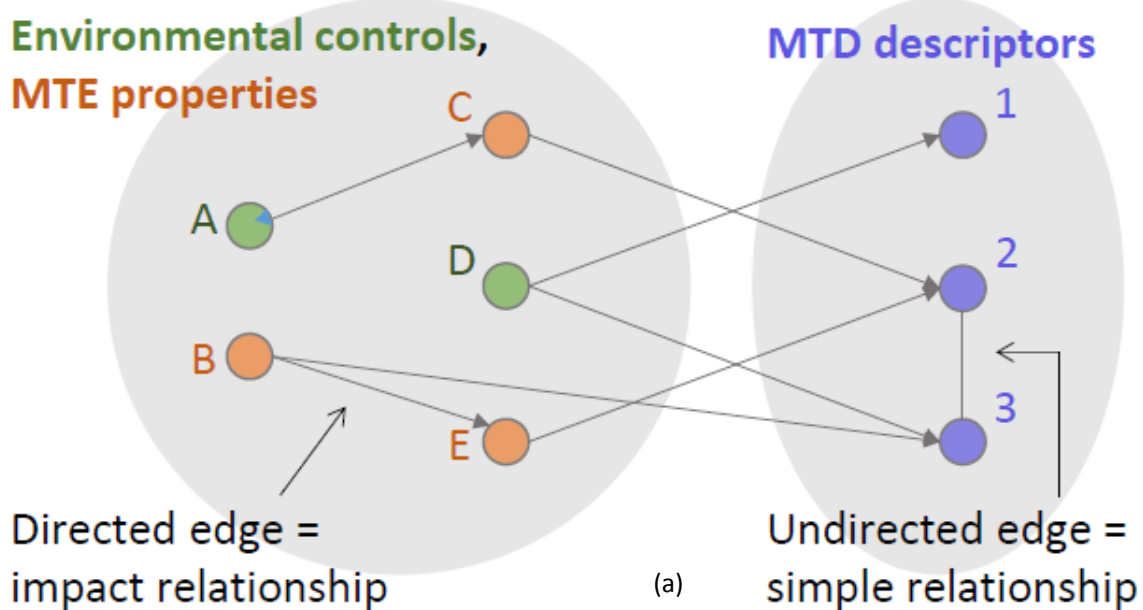 Environmental controls,
MTE properties
MTD descriptors
C
1
A
D
2
B
E
3
Directed edge =
impact relationship
(a)
Undirected edge =
simple relationship